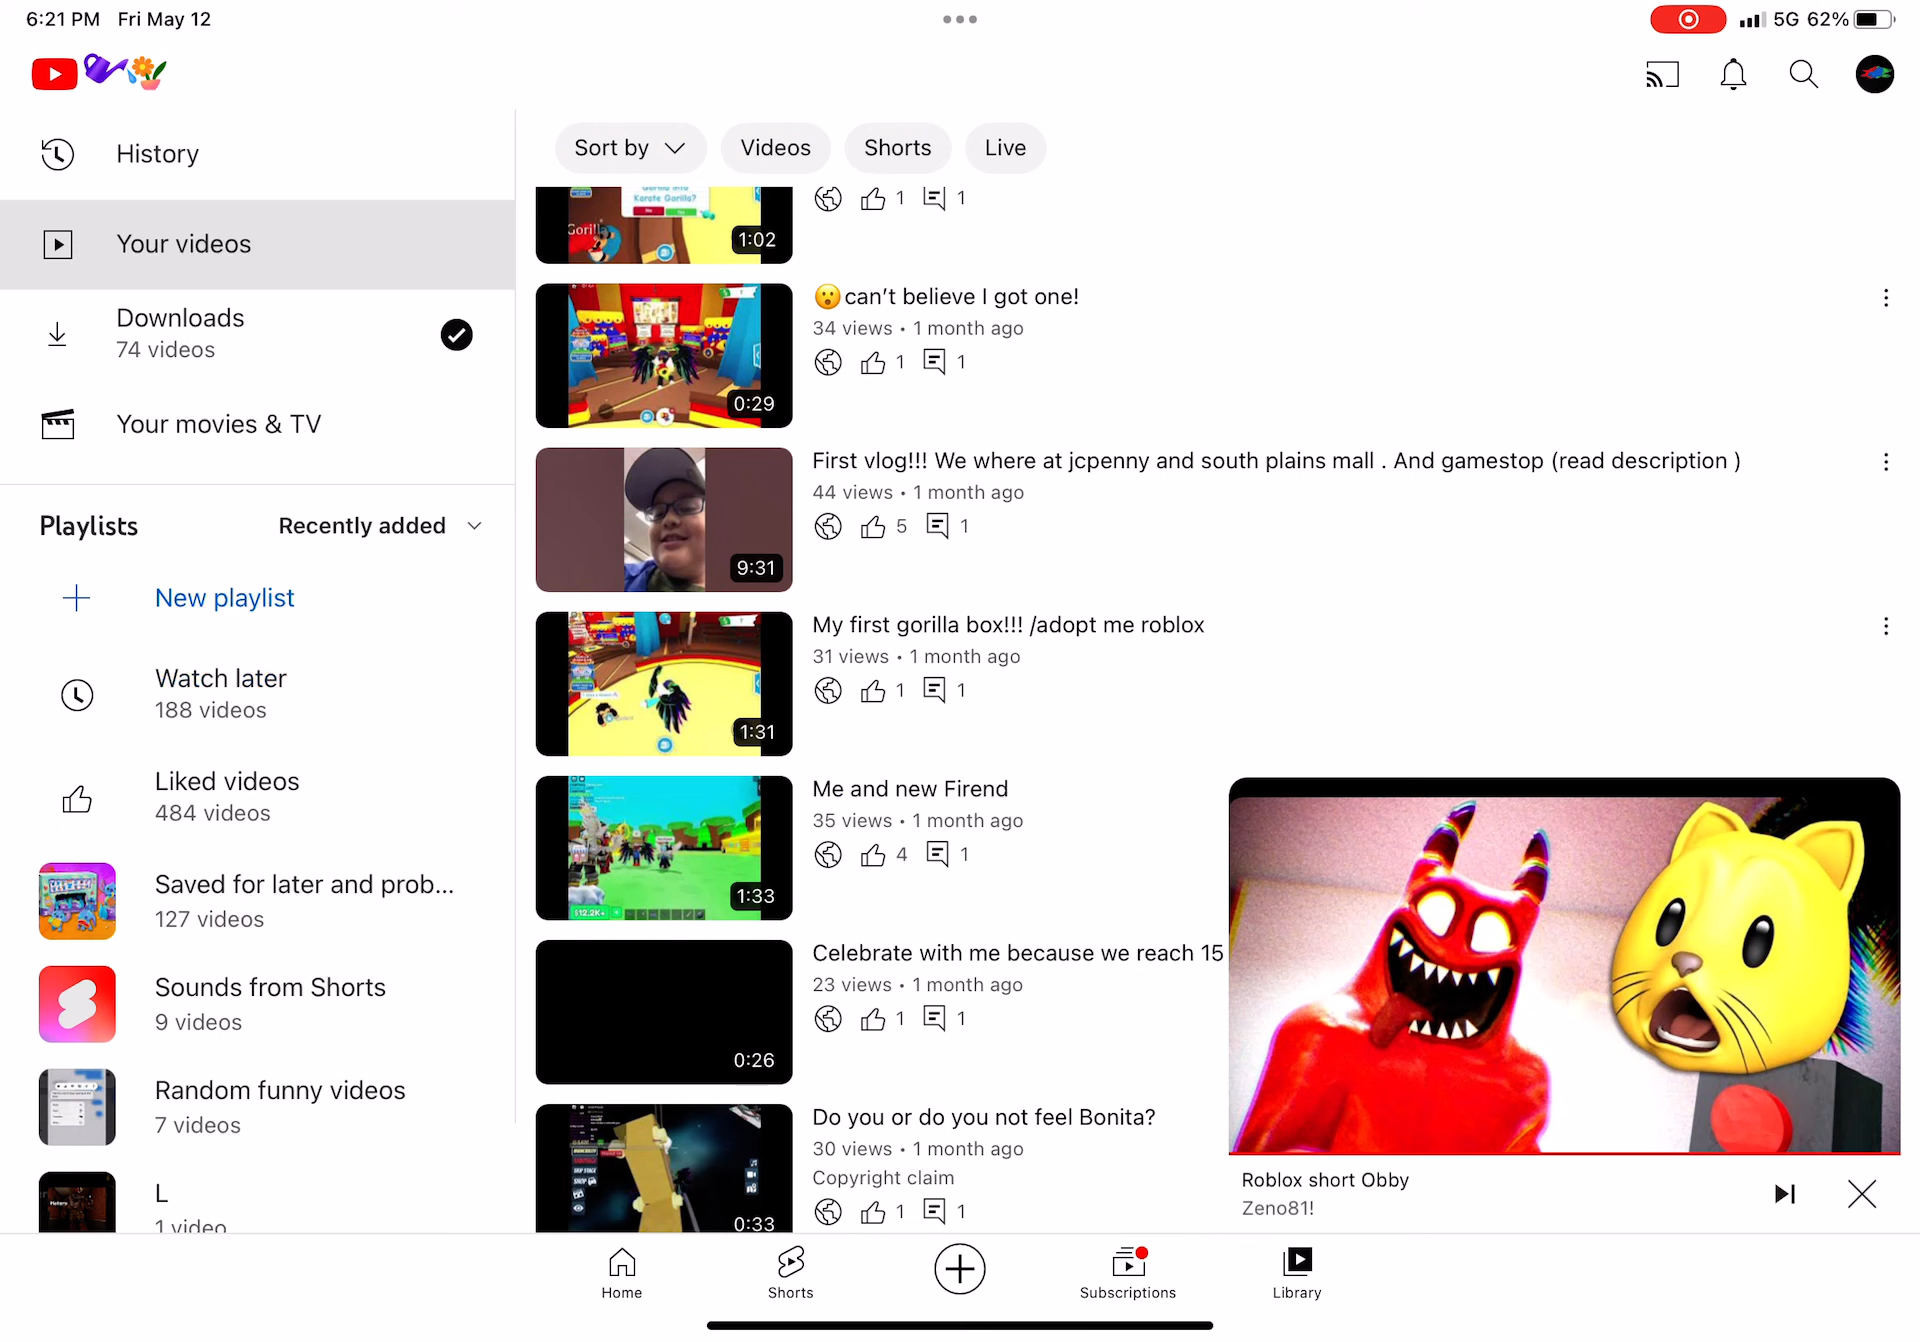 6:21 PM Fri May 12
5G 62%
History
Your videos
Downloads
74 videos
Your movies & TV
Playlists
Recently added
New playlist
Watch later
188 videos
Liked videos
484 videos
Saved for later and prob...
127 videos
Sounds from Shorts
9 videos
Random funny videos
7 videos
L
1 video
Sort by
Videos
Shorts
Live
Karate Gorilla?
Gorill
1:02
1 1
😮can't believe I got one!
34 views • 1 month ago
1 1
0:29
First vlog!!! We where at jcpenny and south plains mall . And gamestop (read description )
44 views • 1 month ago
5 1
9:31
My first gorilla box!!! /adopt me roblox
31 views • 1 month ago
1 1
1:31
Me and new Firend
35 views • 1 month ago
4 1
$12.2K+
1:33
Celebrate with me because we reach 15
23 views • 1 month ago
1 1
0:26
Do you or do you not feel Bonita?
30 views • 1 month ago
Copyright claim
1 1
0:33
Roblox short Obby
Zeno81!
Home
Shorts
Subscriptions
Library